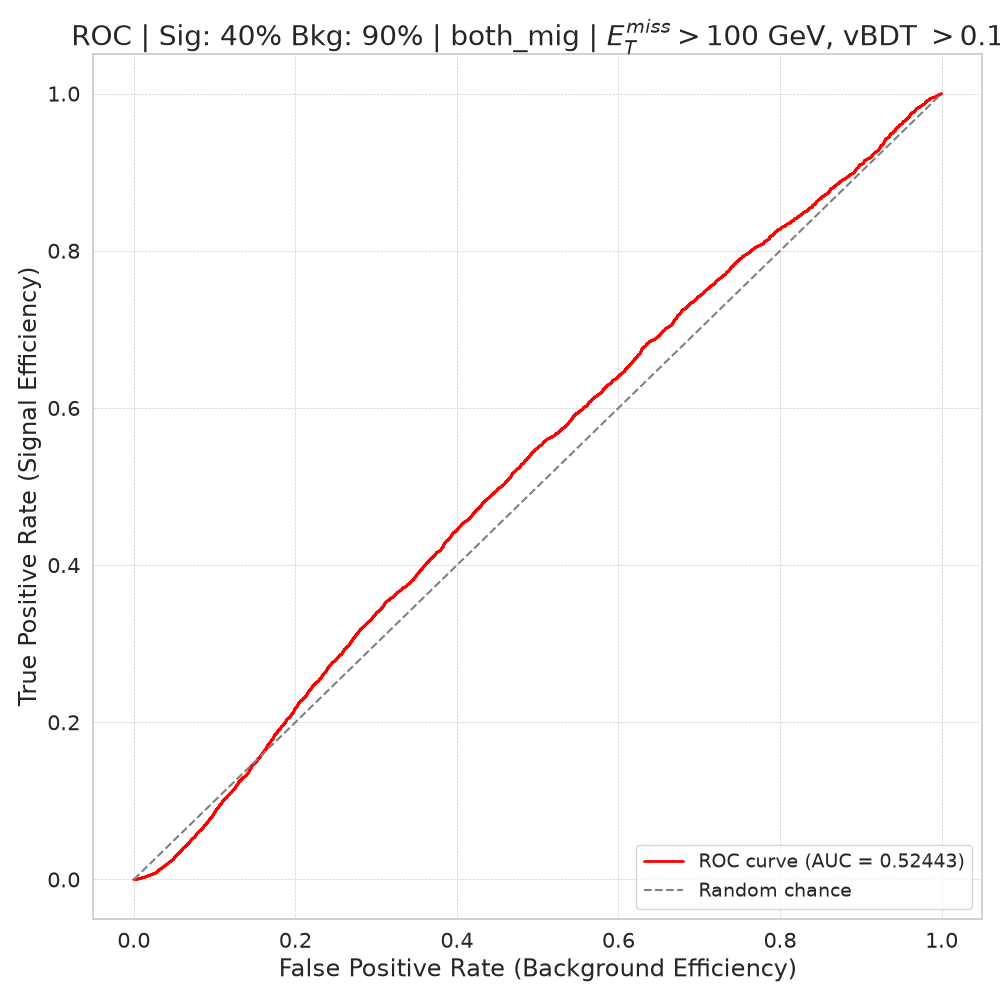 ROC | Sig: 40% Bkg: 90% | both_mig | $E_T^{miss} > 100$ GeV, vBDT $> 0.1$
1.0
0.8
0.6
0.4
0.2
0.0
True Positive Rate (Signal Efficiency)
ROC curve (AUC = 0.52443)
Random chance
0.0 0.2 0.4 0.6 0.8 1.0
False Positive Rate (Background Efficiency)